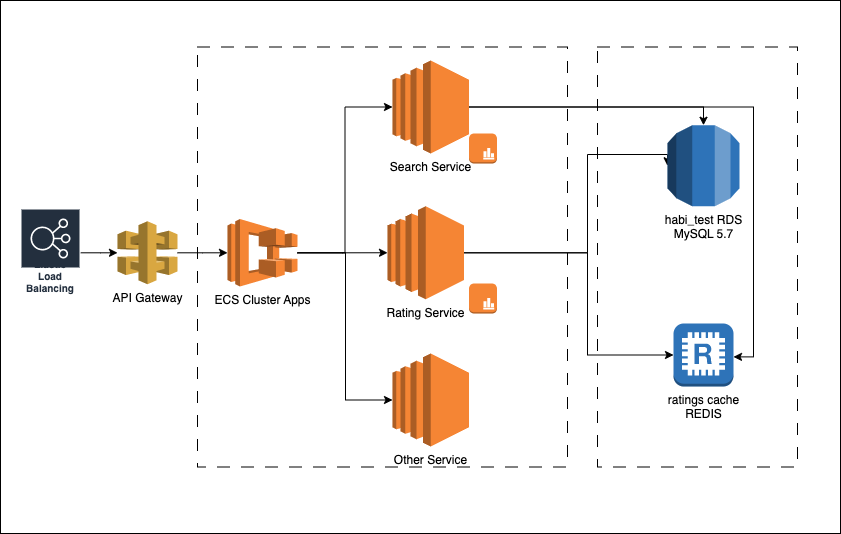 Search Service
habi_test RDS
MySQL 5.7
Load
Balancing
API Gateway
ECS Cluster Apps
Rating Service
R
ratings cache
REDIS
Other Service